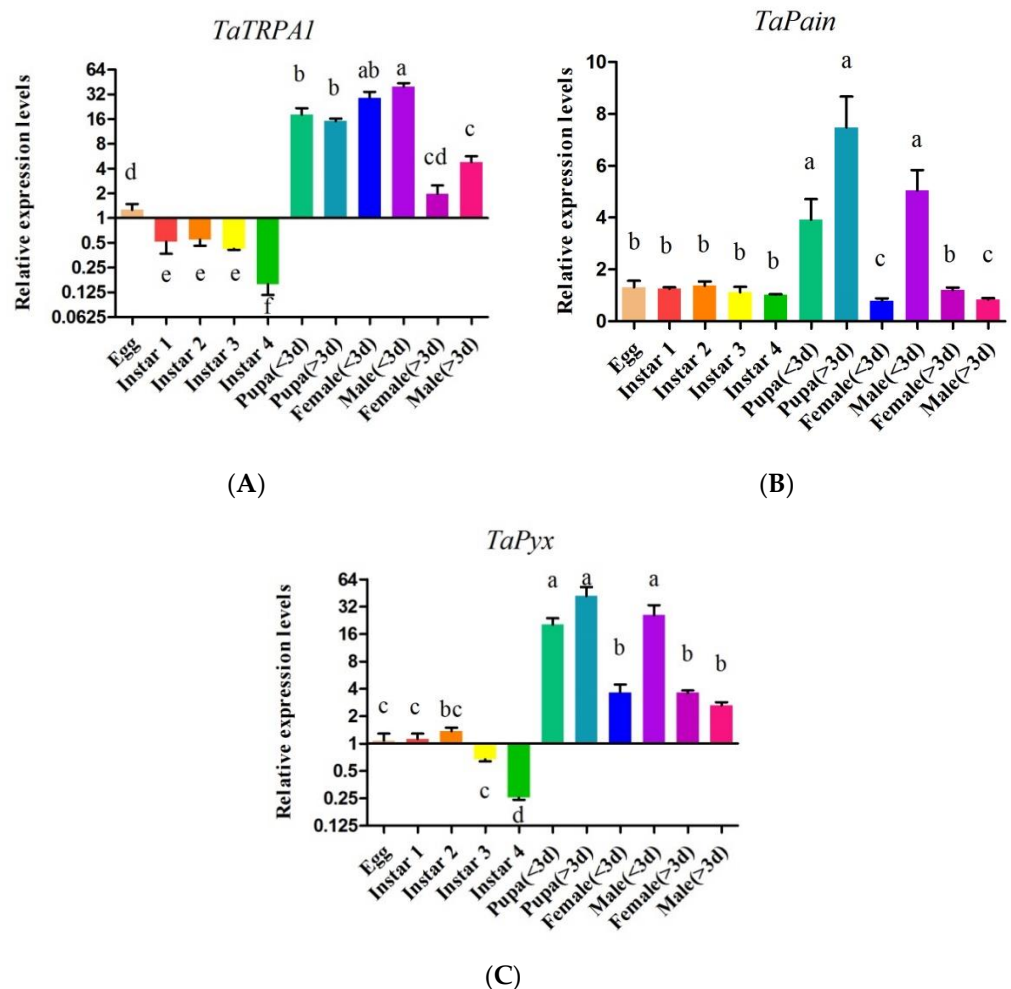 TaTRPA1
Relative expression levels
64
32
16
8
4
2
1
0.5
0.25
0.125
0.0625
d
e
e
e
f
b
b
ab
a
cd
c
Egg
Instar 1
Instar 2
Instar 3
Instar 4
Pupa(<3d)
Pupa(>3d)
Female(<3d)
Male(<3d)
Female(>3d)
Male(>3d)
(A)
TaPain
Relative expression levels
10
8
6
4
2
0
b
b
b
b
b
a
a
c
a
b
c
Egg
Instar 1
Instar 2
Instar 3
Instar 4
Pupa(<3d)
Pupa(>3d)
Female(<3d)
Male(<3d)
Female(>3d)
Male(>3d)
(B)
TaPyx
Relative expression levels
64
32
16
8
4
2
1
0.5
0.25
0.125
c
c
bc
c
d
a
a
b
a
b
b
Egg
Instar 1
Instar 2
Instar 3
Instar 4
Pupa(<3d)
Pupa(>3d)
Female(<3d)
Male(<3d)
Female(>3d)
Male(>3d)
(C)